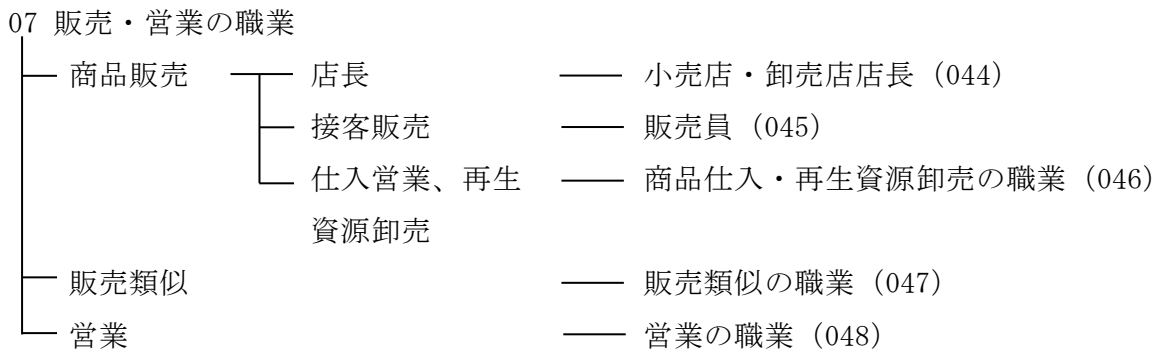 07 販売・営業の職業
商品販売 店長 小売店・卸売店店長（044）
接客販売 販売員（045）
仕入営業、再生 商品仕入・再生資源卸売の職業（046）
資源卸売
販売類似 販売類似の職業（047）
営業 営業の職業（048）